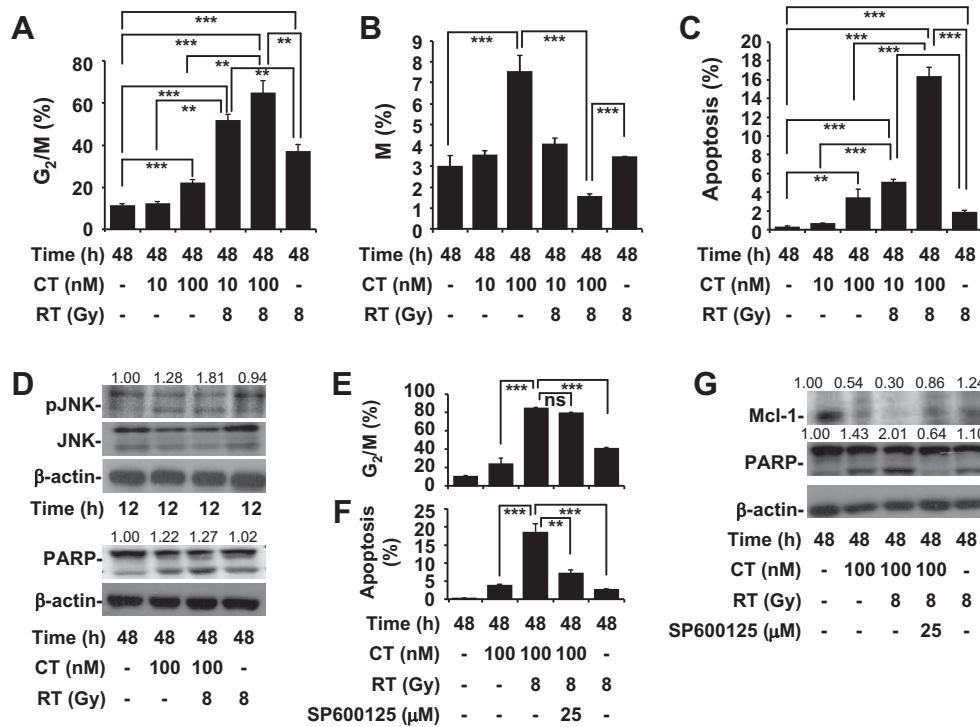 A
***
***
**
**
**
***
**
***
G2/M (%)
80
60
40
20
0
Time (h) 48 48 48 48 48 48
CT (nM) - 10 100 10 100 -
RT (Gy) - - - 8 8 8
B
***
***
***
M (%)
9
8
7
6
5
4
3
2
1
0
48 48 48 48 48 48
Time (h)
CT (nM) - 10 100 10 100 -
RT (Gy) - - - 8 8 8
C
***
***
***
***
***
***
***
**
Apoptosis (%)
20
18
16
14
12
10
8
6
4
2
0
Time (h) 48 48 48 48 48 48
CT (nM) - 10 100 10 100 -
RT (Gy) - - - 8 8 8
D
1.00 1.28 1.81 0.94
pJNK-
JNK-
β-actin-
Time (h) 12 12 12 12
1.00 1.22 1.27 1.02
PARP-
β-actin-
Time (h) 48 48 48 48
CT (nM) - 100 100 -
RT (Gy) - - 8 8
E
*** ***
ns
G2/M (%)
100
80
60
40
20
0
F
*** ***
**
Apoptosis
(%)
25
20
15
10
5
0
Time (h) 48 48 48 48 48
CT (nM) - 100 100 100 -
RT (Gy) - - 8 8 8
SP600125 (μM) - - - 25 -
G
1.00 0.54 0.30 0.86 1.24
Mcl-1-
1.00 1.43 2.01 0.64 1.10
PARP-
β-actin-
Time (h) 48 48 48 48 48
CT (nM) - 100 100 100 -
RT (Gy) - - 8 8 8
SP600125 (μM) - - - 25 -